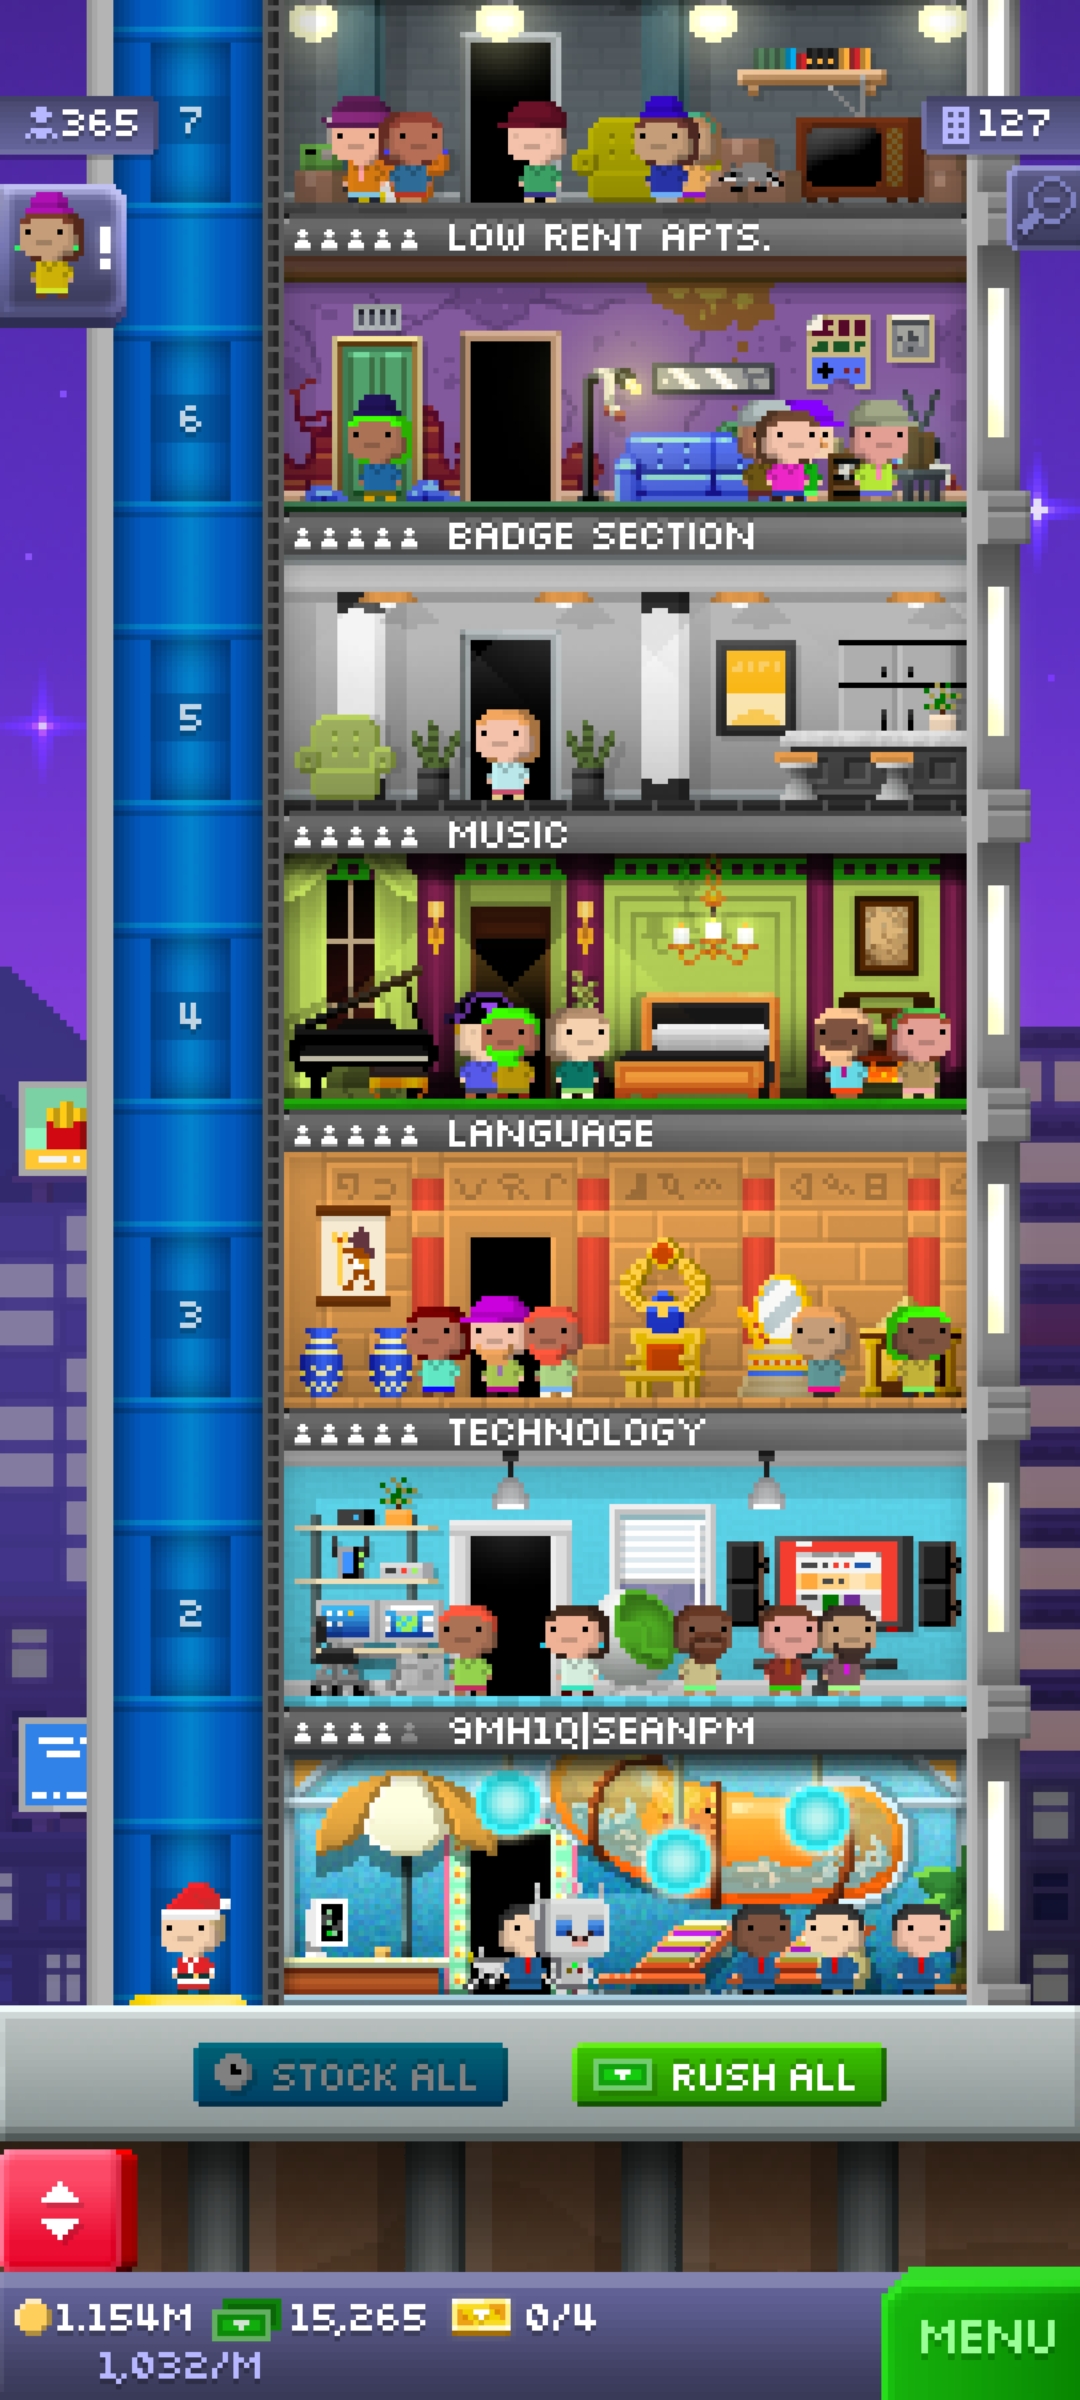 365
7
127
!
LOW RENT APTS.
6
BADGE SECTION
5
MUSIC
4
LANGUAGE
3
TECHNOLOGY
2
9MH1Q|SEANPM
STOCK ALL
RUSH ALL
1.154M
15,265
0/4
1,032/M
MENU